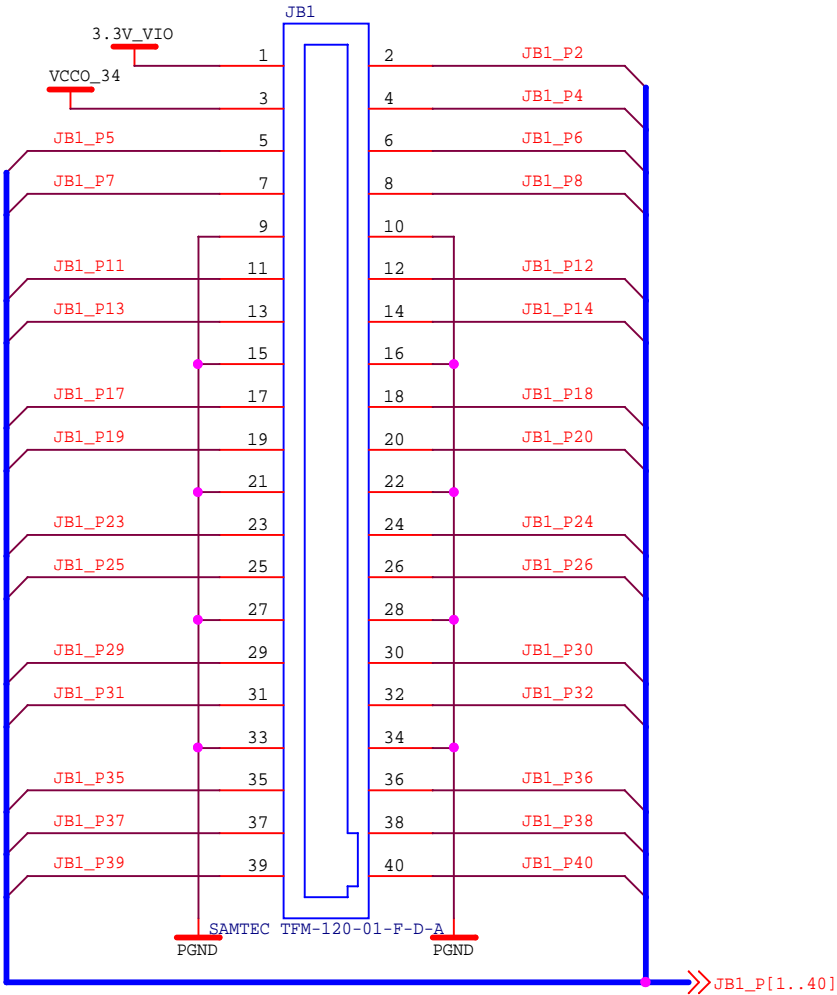 JB1
3.3V_VIO
1 2 JB1_P2
VCCO_34
3 4 JB1_P4
JB1_P5 5 6 JB1_P6
JB1_P7 7 8 JB1_P8
9 10
JB1_P11 11 12 JB1_P12
JB1_P13 13 14 JB1_P14
15 16
JB1_P17 17 18 JB1_P18
JB1_P19 19 20 JB1_P20
21 22
JB1_P23 23 24 JB1_P24
JB1_P25 25 26 JB1_P26
27 28
JB1_P29 29 30 JB1_P30
JB1_P31 31 32 JB1_P32
33 34
JB1_P35 35 36 JB1_P36
JB1_P37 37 38 JB1_P38
JB1_P39 39 40 JB1_P40
SAMTEC TFM-120-01-F-D-A
PGND PGND
JB1_P[1..40]